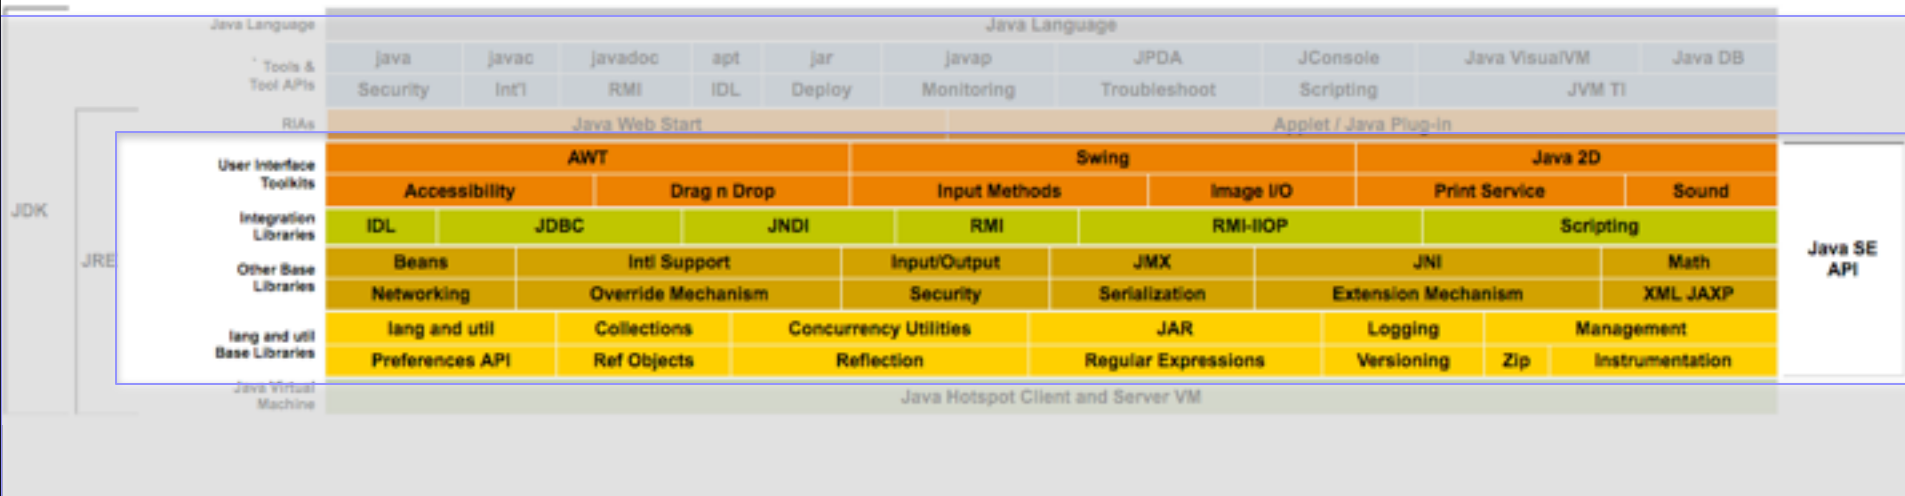 Java Language Java Language
Tools & Tool APIs java javac javadoc apt jar javap JPDA JConsole Java VisualVM Java DB
Security Int'l RMI IDL Deploy Monitoring Troubleshoot Scripting JVM TI
RIAs Java Web Start Applet / Java Plug-in
User Interface Toolkits AWT Swing Java 2D
Accessibility Drag n Drop Input Methods Image I/O Print Service Sound
JDK
Integration Libraries IDL JDBC JNDI RMI RMI-IIOP Scripting
JRE
Other Base Libraries Beans Intl Support Input/Output JMX JNI Math
Java SE API
Networking Override Mechanism Security Serialization Extension Mechanism XML JAXP
lang and util Base Libraries lang and util Collections Concurrency Utilities JAR Logging Management
Preferences API Ref Objects Reflection Regular Expressions Versioning Zip Instrumentation
Java Virtual Machine Java Hotspot Client and Server VM